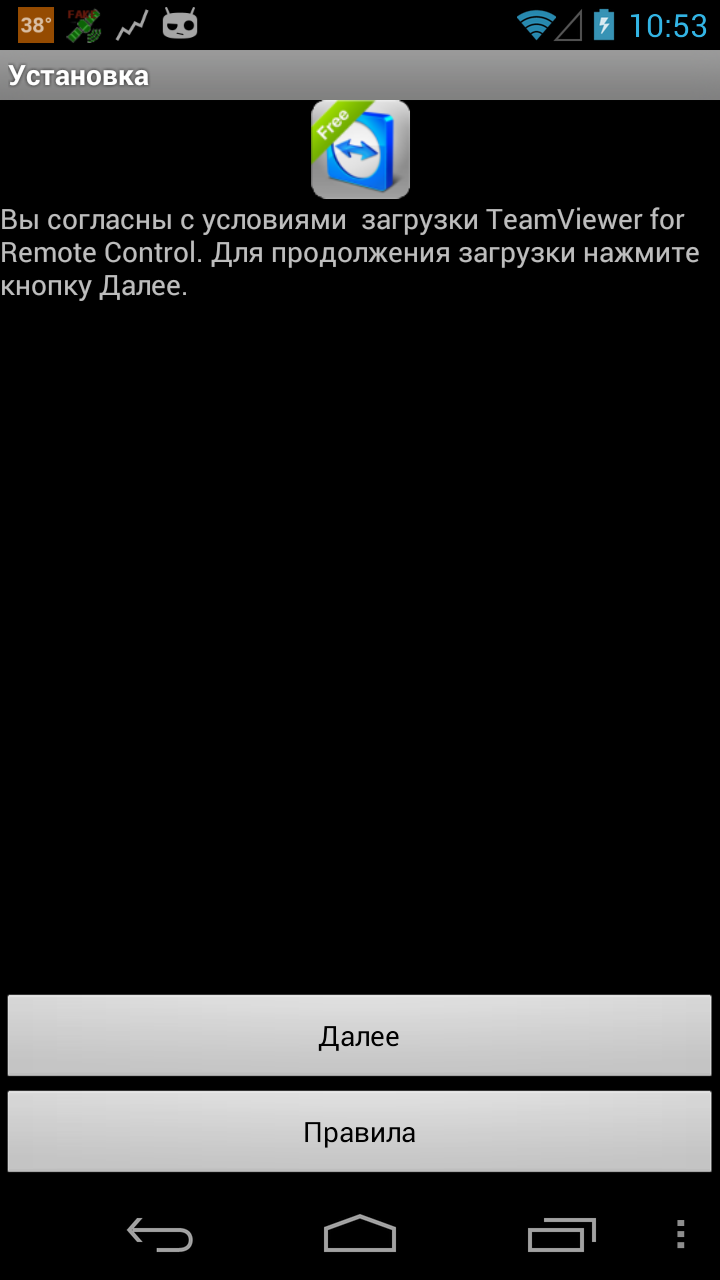 38°
FAKE
10:53
Установка
Free
Вы согласны с условиями  загрузки TeamViewer for
Remote Control. Для продолжения загрузки нажмите
кнопку Далее.
Далее
Правила